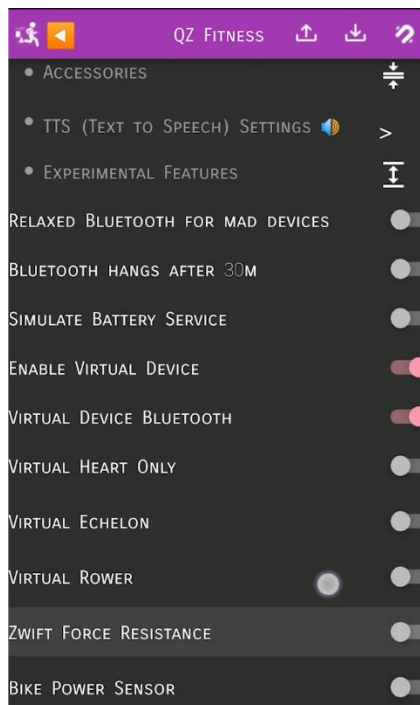 QZ Fitness
Accessories
TTS (Text to Speech) Settings 🔊 >
Experimental Features
Relaxed Bluetooth for mad devices
Bluetooth hangs after 30m
Simulate Battery Service
Enable Virtual Device
Virtual Device Bluetooth
Virtual Heart Only
Virtual Echelon
Virtual Rower
Zwift Force Resistance
Bike Power Sensor